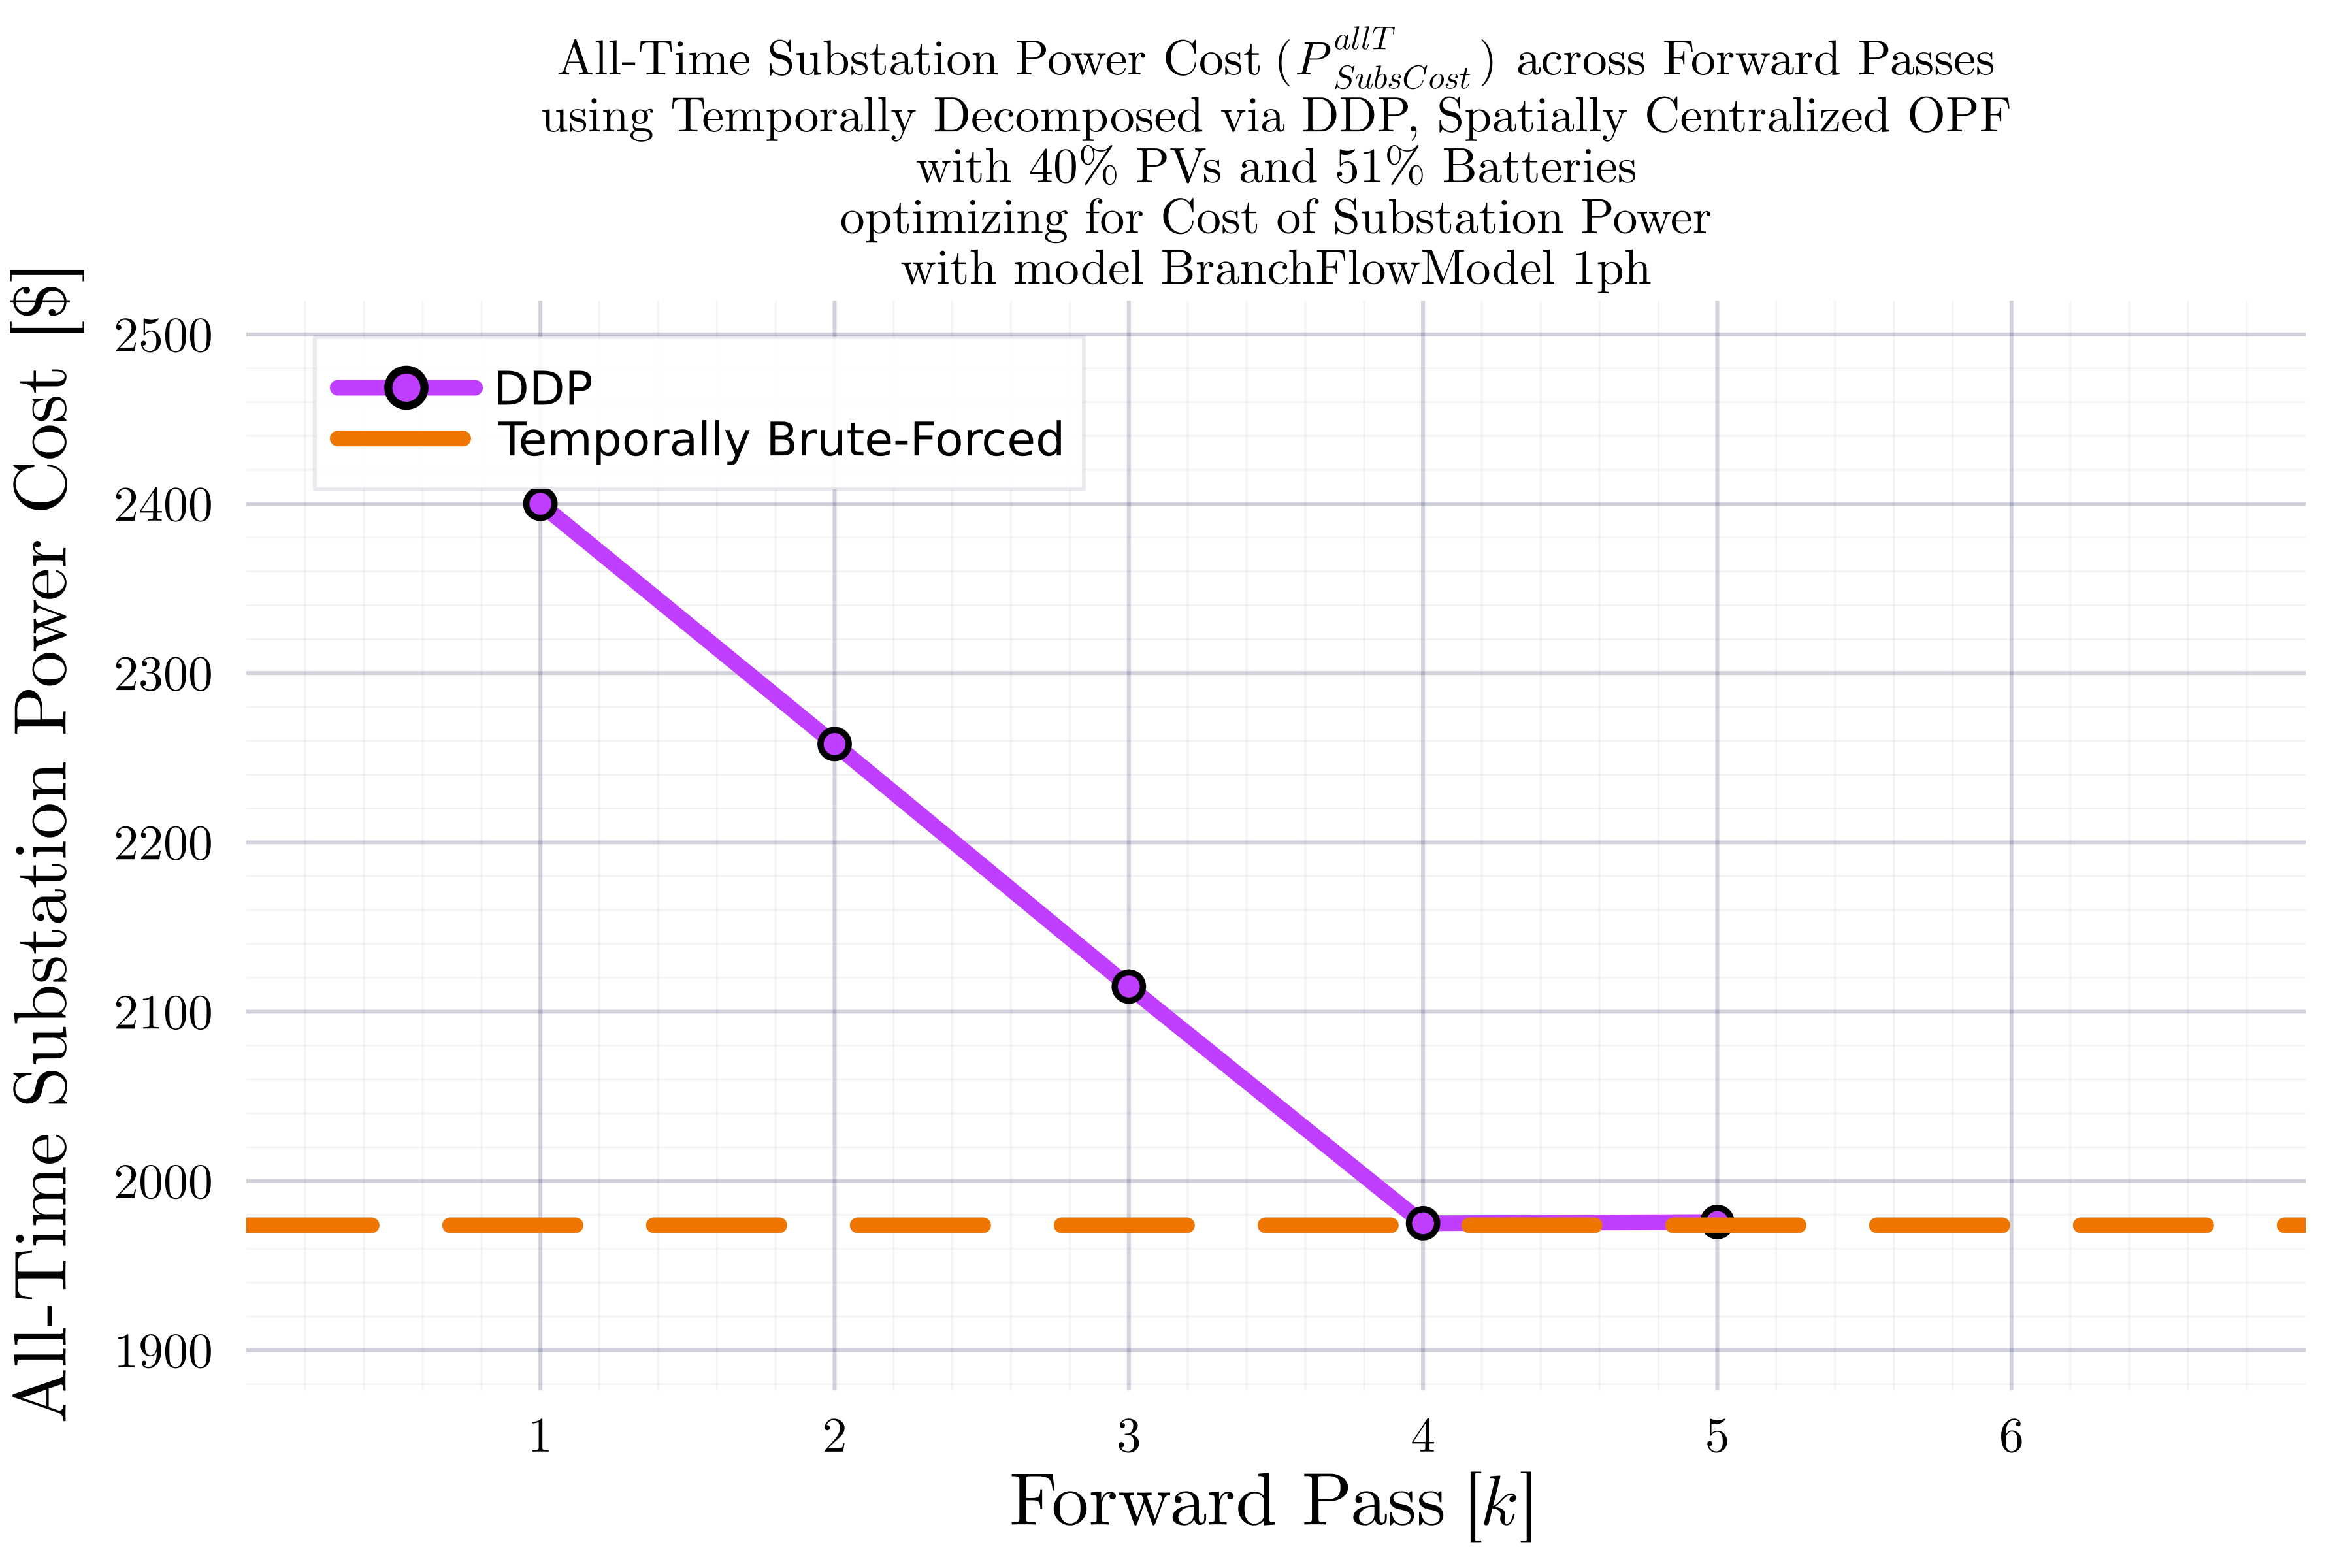 All-Time Substation Power Cost ($P^{allT}_{SubsCost}$) across Forward Passes
using Temporally Decomposed via DDP, Spatially Centralized OPF
with 40% PVs and 51% Batteries
optimizing for Cost of Substation Power
with model BranchFlowModel 1ph
All-Time Substation Power Cost [$]
2500
2400
2300
2200
2100
2000
1900
DDP
Temporally Brute-Forced
1 2 3 4 5 6
Forward Pass [k]